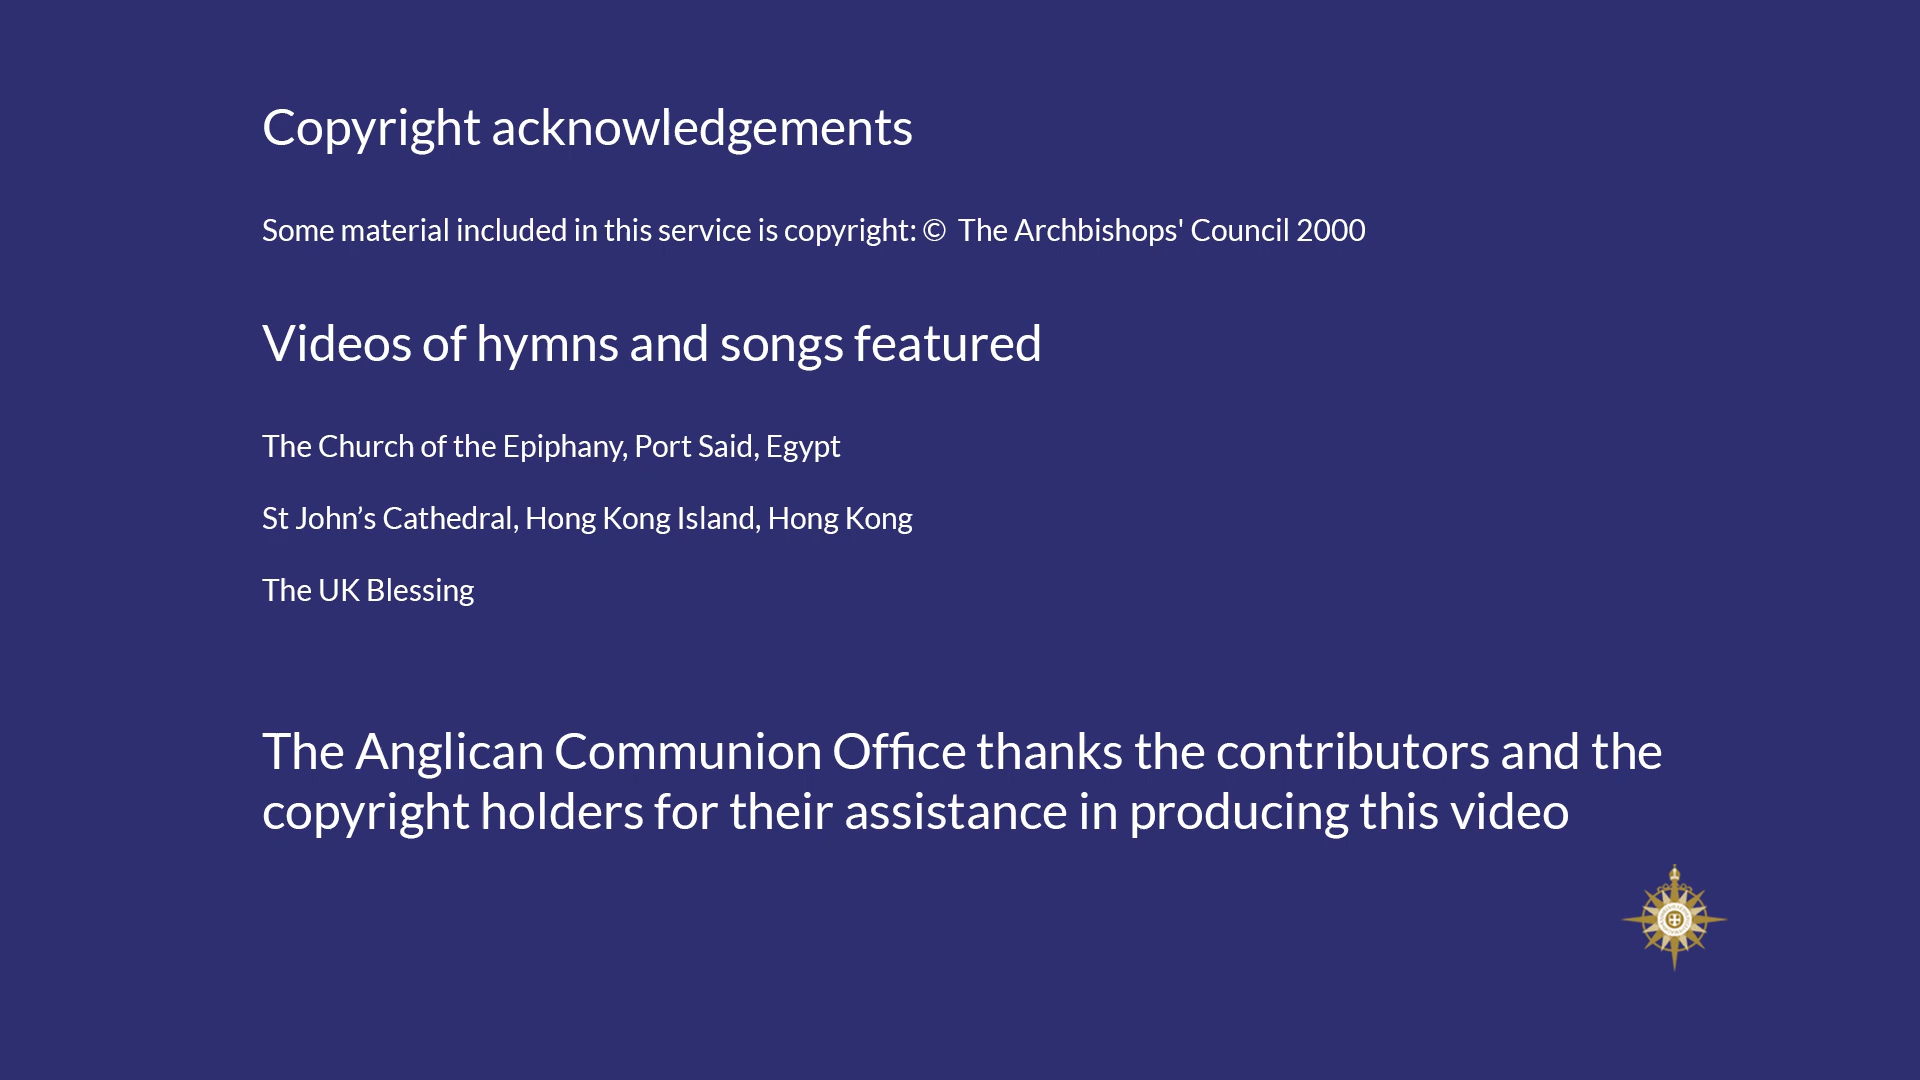 Copyright acknowledgements
Some material included in this service is copyright: © The Archbishops' Council 2000
Videos of hymns and songs featured
The Church of the Epiphany, Port Said, Egypt
St John’s Cathedral, Hong Kong Island, Hong Kong
The UK Blessing
The Anglican Communion Office thanks the contributors and the
copyright holders for their assistance in producing this video